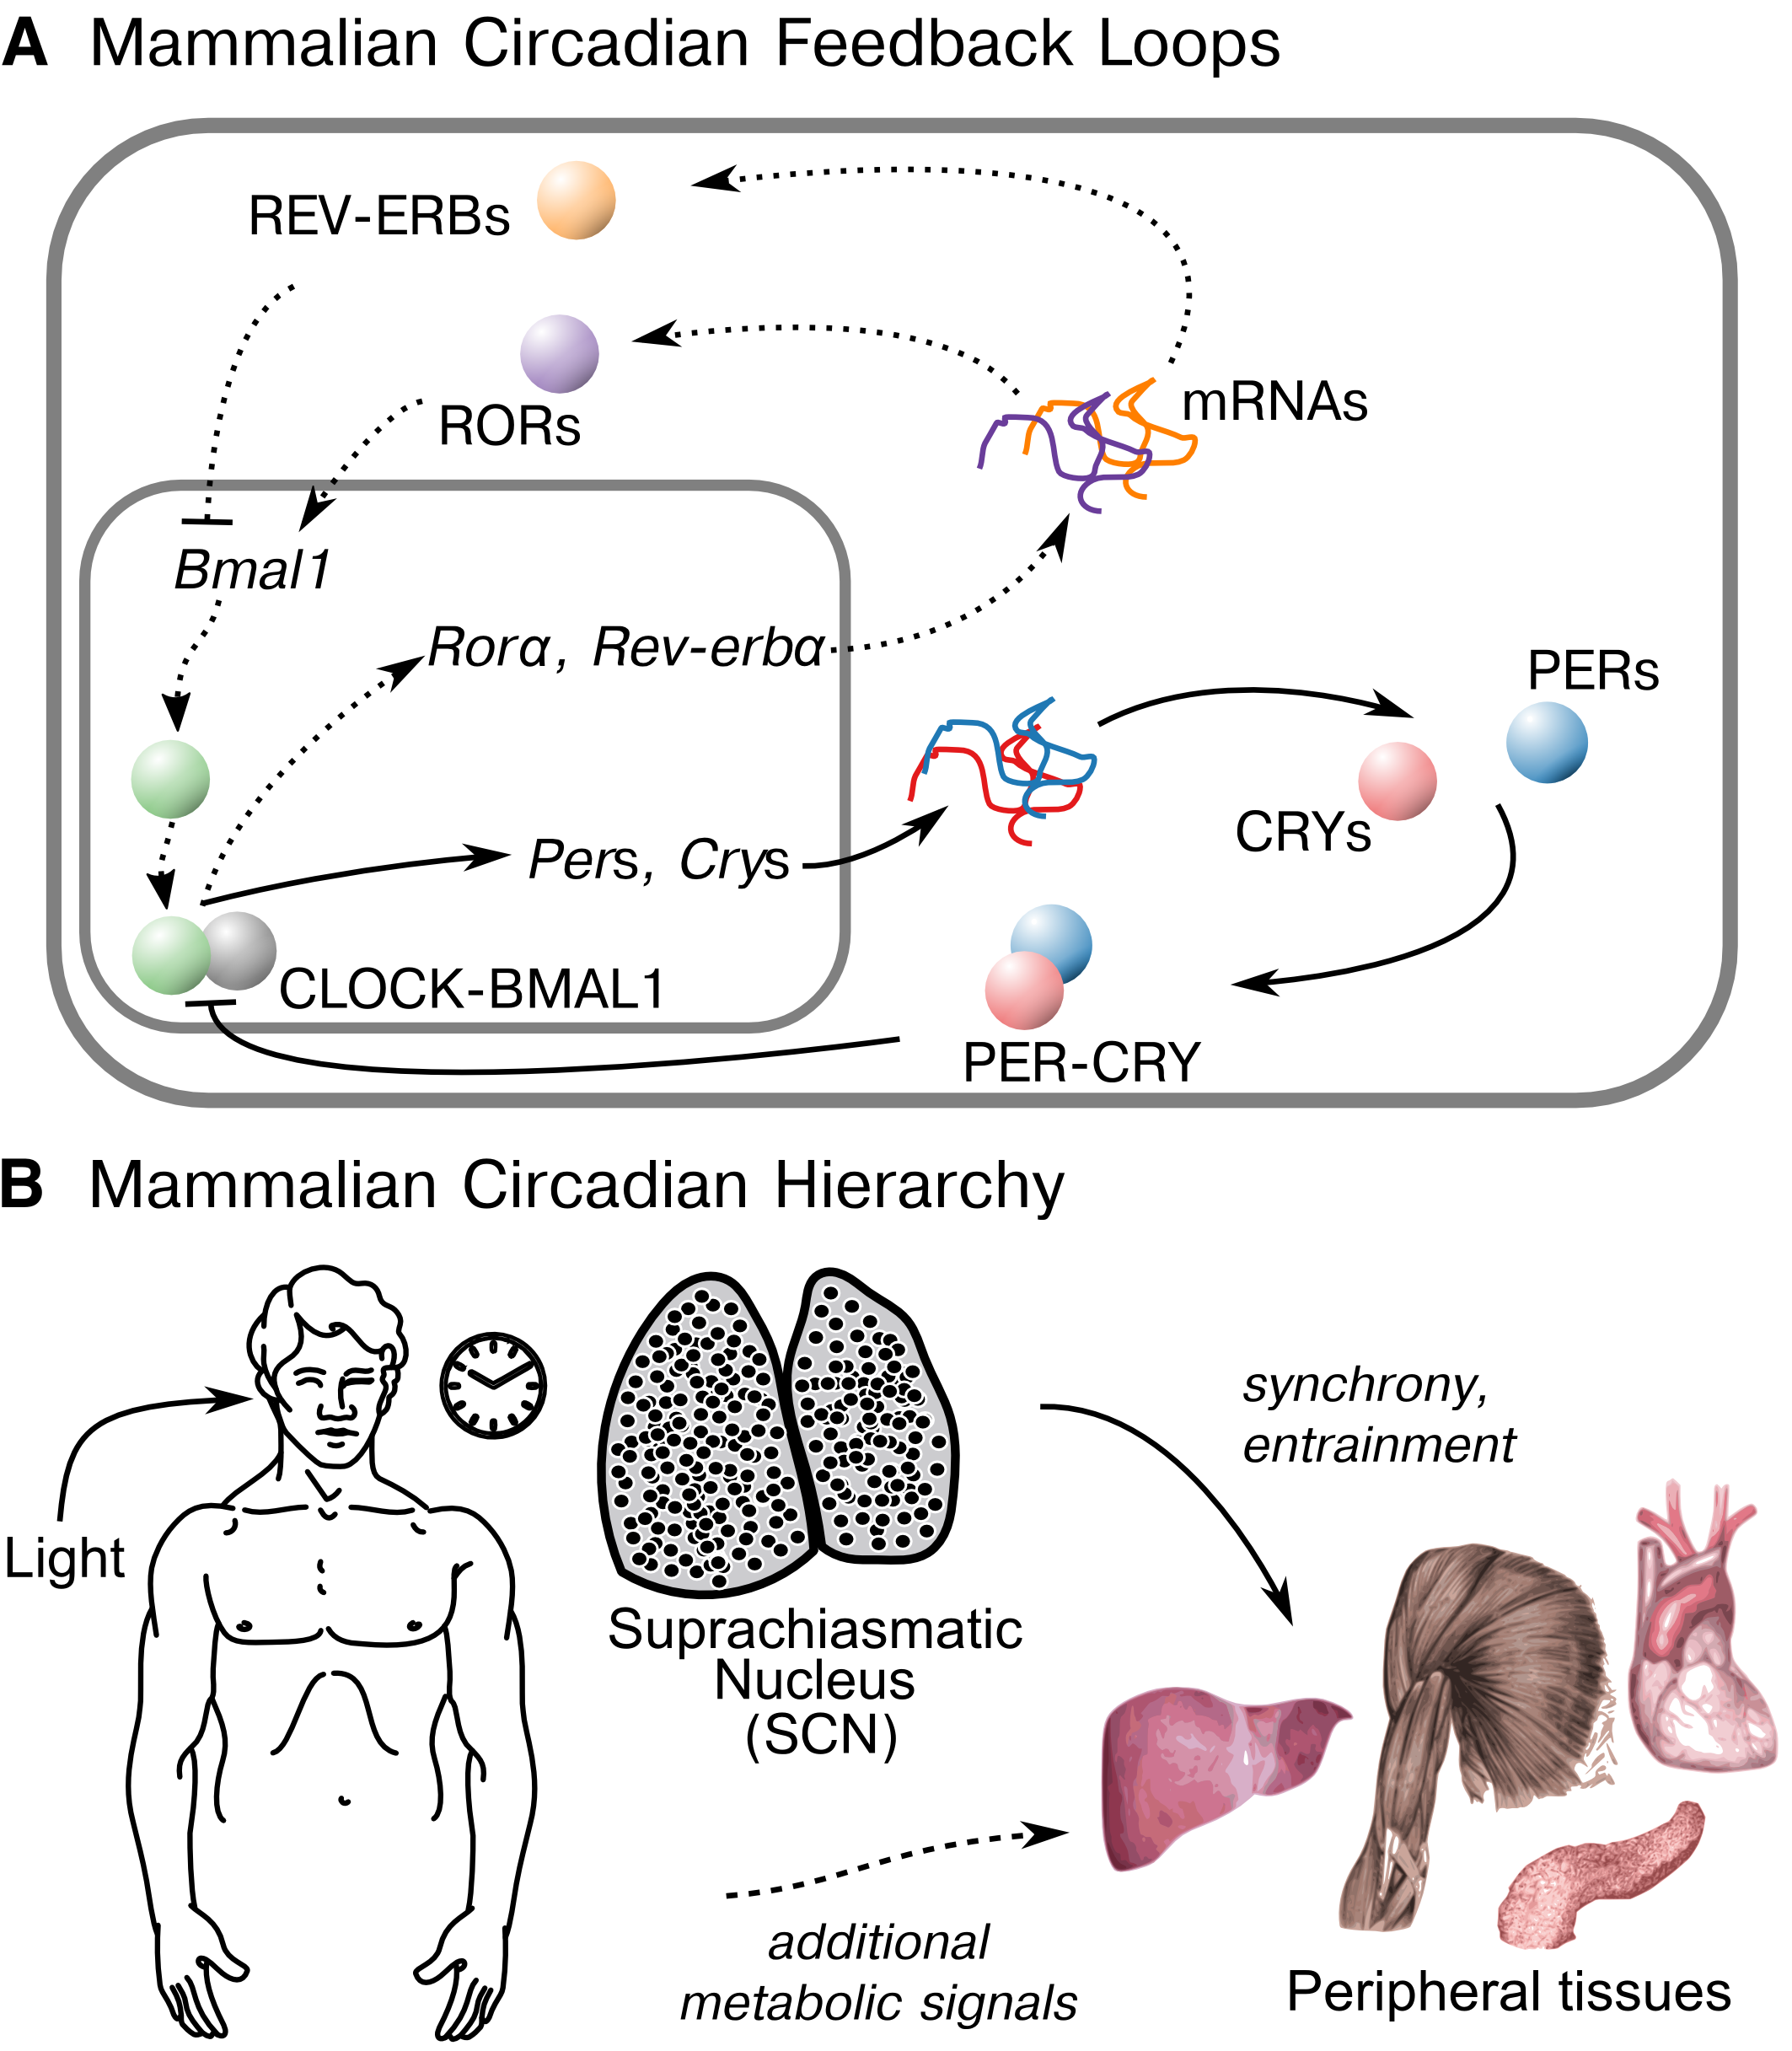 A Mammalian Circadian Feedback Loops
REV-ERBs
RORs
mRNAs
Bmal1
Rorα, Rev-erbα
PERs
CRYs
Pers, Crys
CLOCK-BMAL1
PER-CRY
B Mammalian Circadian Hierarchy
Light
Suprachiasmatic
Nucleus
(SCN)
synchrony,
entrainment
additional
metabolic signals
Peripheral tissues